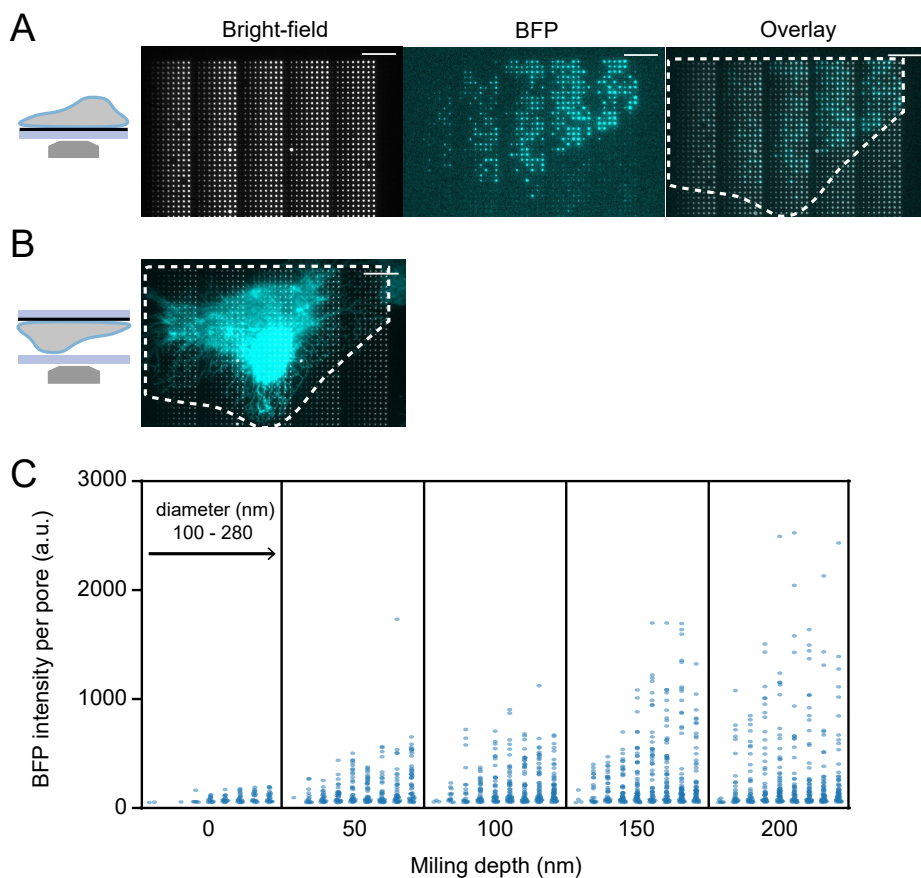 A
Bright-field
BFP
Overlay
B
C
BFP intensity per pore (a.u.)
3000
2000
1000
0
diameter (nm)
100 - 280
0
50
100
150
200
Miling depth (nm)